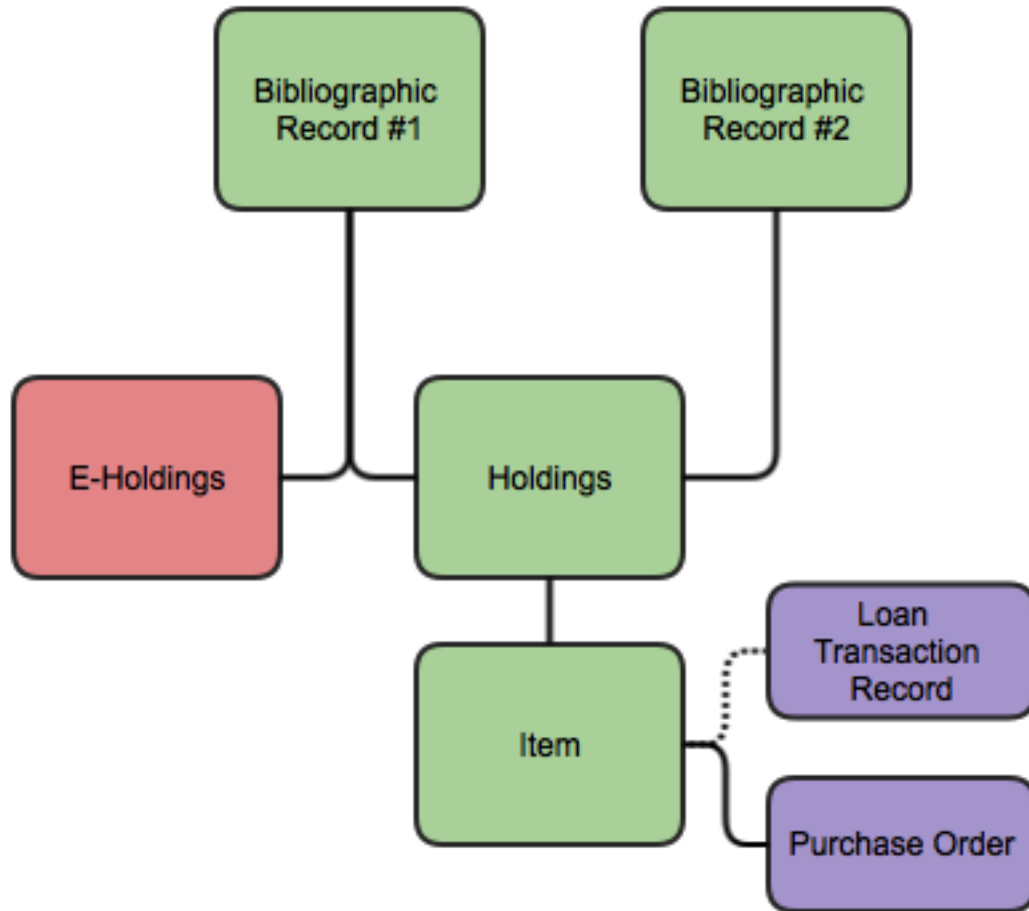 Bibliographic
Record #1
Bibliographic
Record #2
E-Holdings
Holdings
Loan
Transaction
Record
Item
Purchase Order